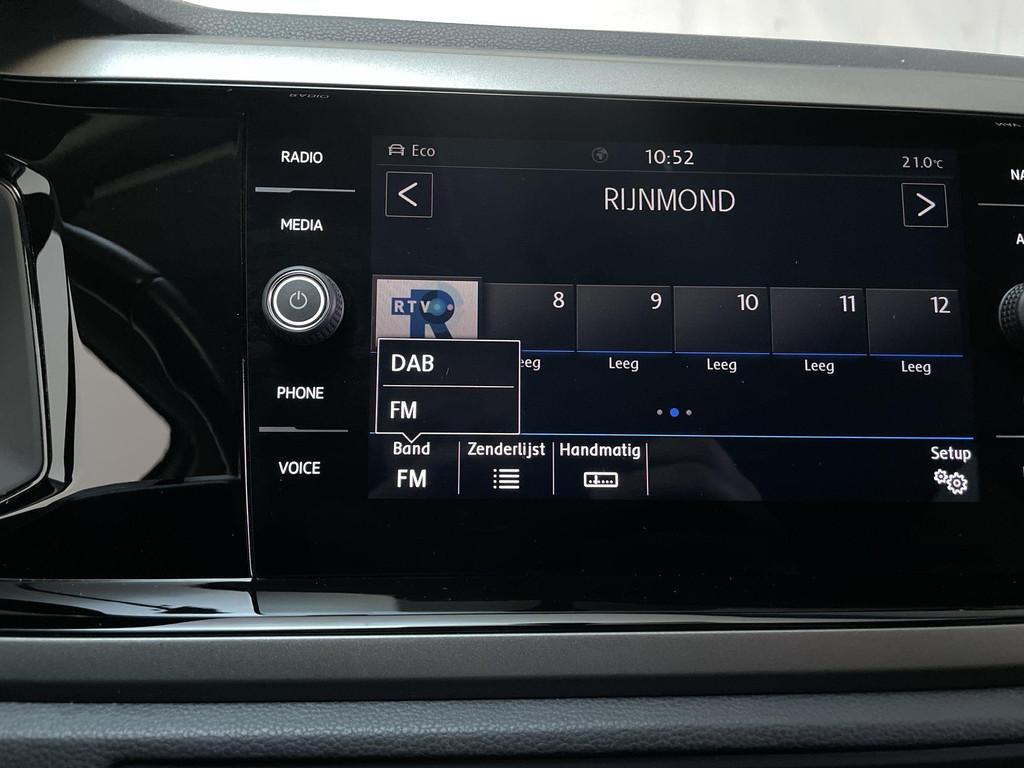 RADIO
MEDIA
PHONE
VOICE
Eco
10:52
21.0°C
<
RIJNMOND
>
RTV R
8
9
10
11
12
Leeg
Leeg
Leeg
Leeg
DAB
FM
Band
FM
Zenderlijst
Handmatig
Setup